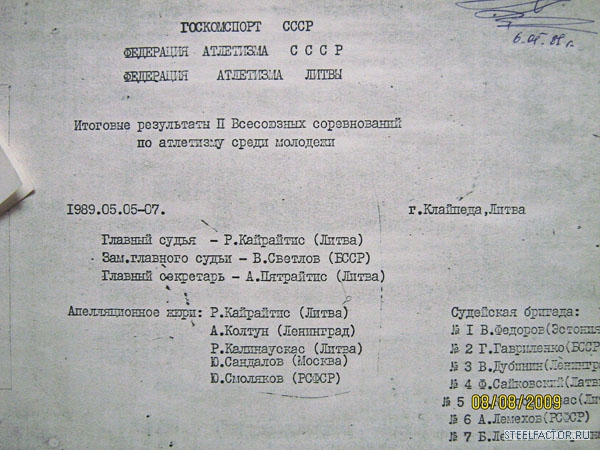 ГОСКОМСПОРТ СССР
ФЕДЕРАЦИЯ АТЛЕТИЗМА С С С Р
ФЕДЕРАЦИЯ АТЛЕТИЗМА ЛИТВЫ
Итоговые результаты II Всесоюзных соревнований
по атлетизму среди молодежи
1989.05.05-07.
г.Клайпеда,Литва
Главный судья - Р.Кайрайтис (Литва)
Зам.главного судьи - В.Светлов (БССР)
Главный секретарь - А.Пятрайтис (Литва)
Апелляционное жюри: Р.Кайрайтис (Литва)
А.Колтун (Ленинград)
Р.Калинаускас (Литва)
Ю.Сандалов (Москва)
Ю.Смоляков (РСФСР)
Судейская бригада:
№ 1 В.Федоров(Эстония
№ 2 Г.Гавриленко(БССР
№ 3 В.Дубинин(Ленингра
№ 4 Ф.Сайковский(Латв
№ 5
№ 6 А.Лемехов(РСФСР)
№ 7
08/08/2009
STEELFACTOR.RU